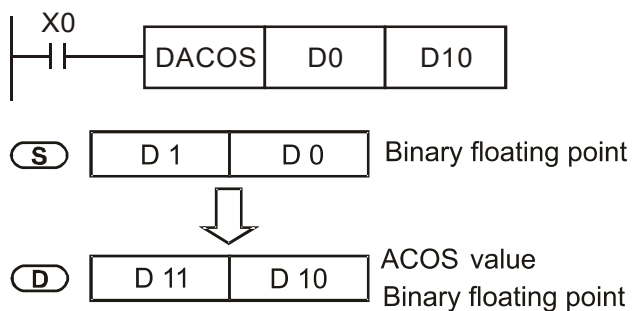 X0
DACOS D0 D10
S D 1 D 0 Binary floating point
D D 11 D 10 ACOS value
Binary floating point